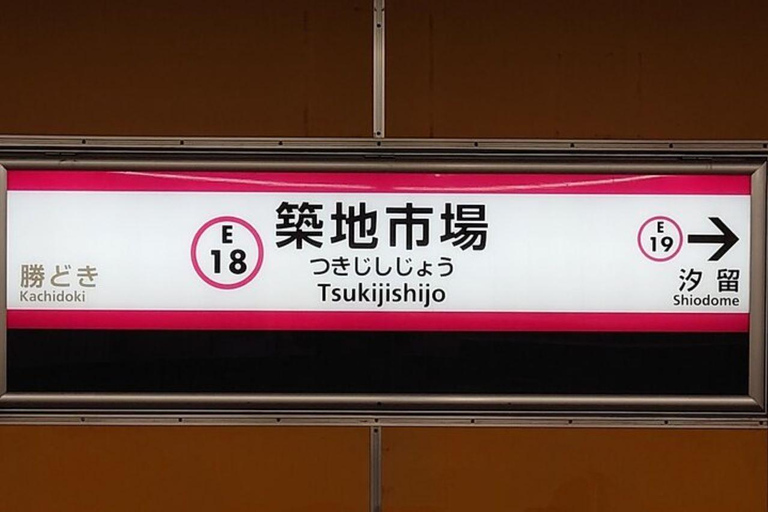 勝どき
Kachidoki
E
18
築地市場
つきじしじょう
Tsukijishijo
E
19
汐留
Shiodome